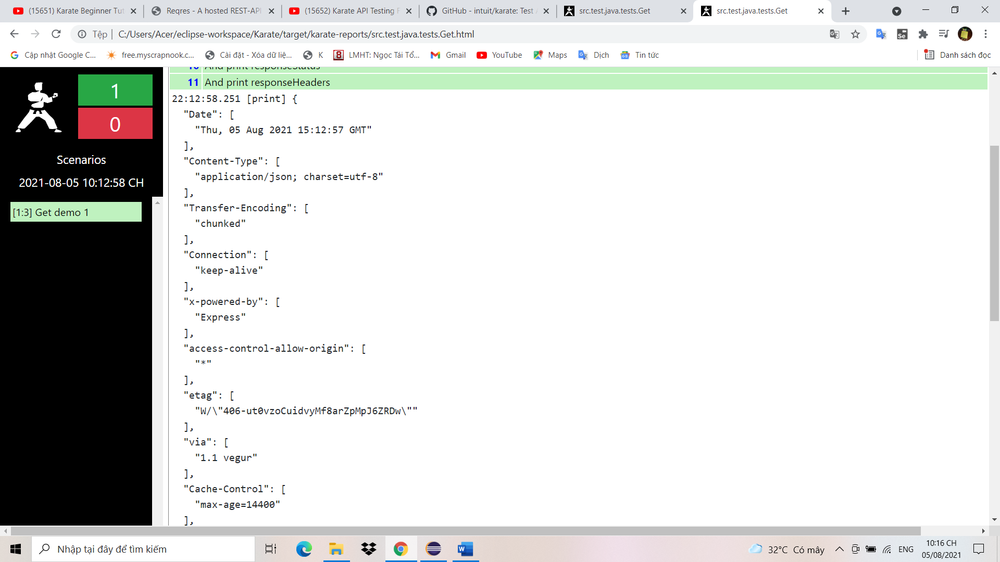 (15651) Karate Beginner Tut
Reqres - A hosted REST-API
(15652) Karate API Testing F
GitHub - intuit/karate: Test A
src.test.java.tests.Get
src.test.java.tests.Get
Tệp | C:/Users/Acer/eclipse-workspace/Karate/target/karate-reports/src.test.java.tests.Get.html
Se
Cập nhật Google C...
free.myscrapnook.c...
Cài đặt - Xóa dữ liệ...
K
LMHT: Ngọc Tái Tổ...
Gmail
YouTube
Maps
Dịch
Tin tức
Danh sách đọc
1
0
Scenarios
2021-08-05 10:12:58 CH
[1:3] Get demo 1
10 And print responseStatus
11 And print responseHeaders
22:12:58.251 [print] {
"Date": [
"Thu, 05 Aug 2021 15:12:57 GMT"
],
"Content-Type": [
"application/json; charset=utf-8"
],
"Transfer-Encoding": [
"chunked"
],
"Connection": [
"keep-alive"
],
"x-powered-by": [
"Express"
],
"access-control-allow-origin": [
"*"
],
"etag": [
"W/\"406-ut0vzoCuidvyMf8arZpMpJ6ZRDw\""
],
"via": [
"1.1 vegur"
],
"Cache-Control": [
"max-age=14400"
],
Nhập tại đây để tìm kiếm
32°C Có mây
ENG
10:16 CH
05/08/2021